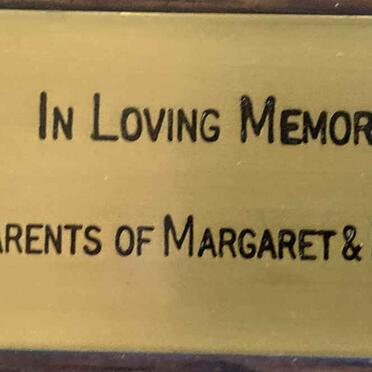 In Loving Memor
arents of Margaret &